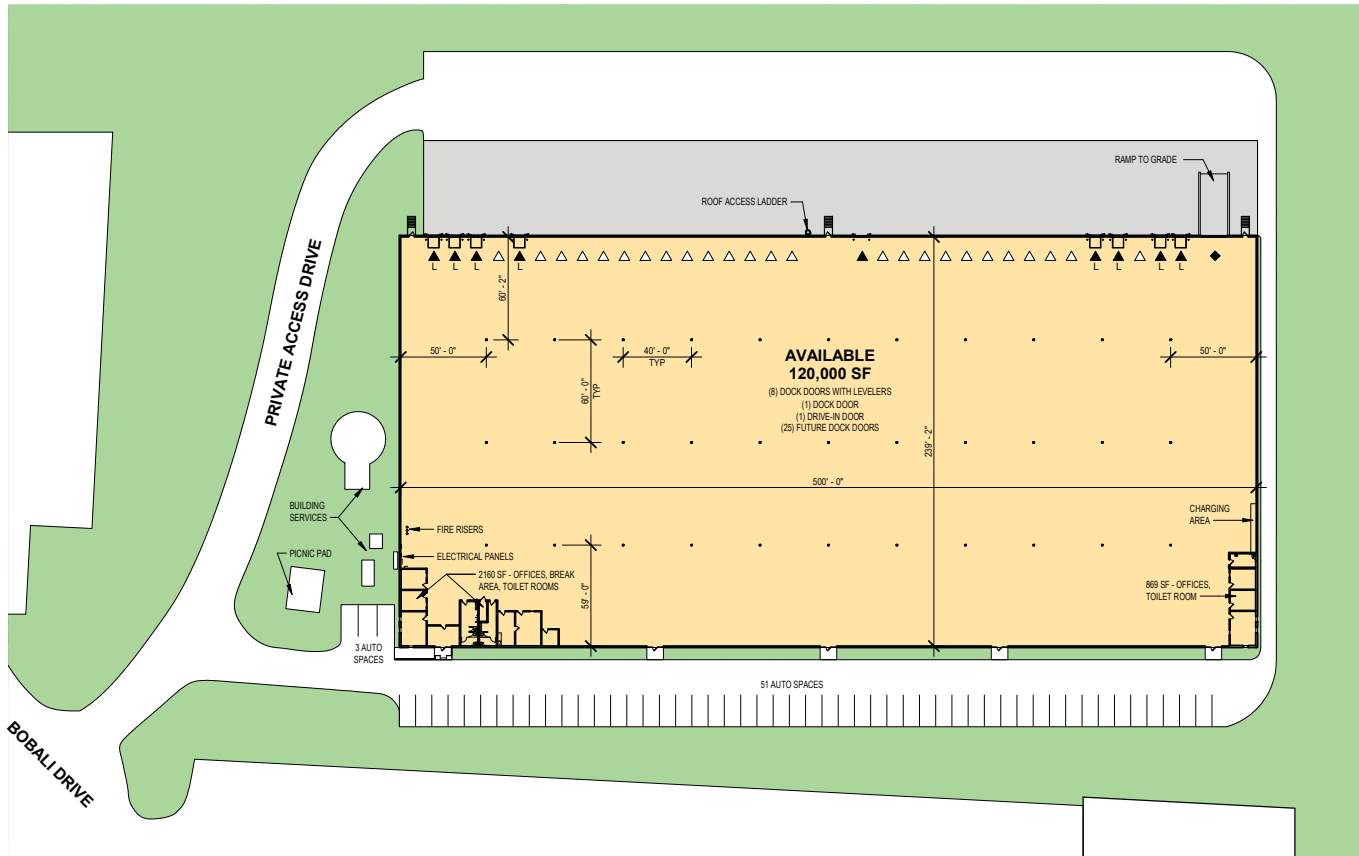 RAMP TO GRADE
ROOF ACCESS LADDER
PRIVATE ACCESS DRIVE
L
L
L
L
L
L
L
L
60' - 2"
50' - 0"
40' - 0"
TYP
50' - 0"
60' - 0"
TYP
AVAILABLE
120,000 SF
(8) DOCK DOORS WITH LEVELERS
(1) DOCK DOOR
(1) DRIVE-IN DOOR
(25) FUTURE DOCK DOORS
239' - 2"
500' - 0"
BUILDING
SERVICES
FIRE RISERS
CHARGING
AREA
PICNIC PAD
ELECTRICAL PANELS
2160 SF - OFFICES, BREAK
AREA, TOILET ROOMS
59' - 0"
869 SF - OFFICES,
TOILET ROOM
3 AUTO
SPACES
51 AUTO SPACES
BOBALI DRIVE